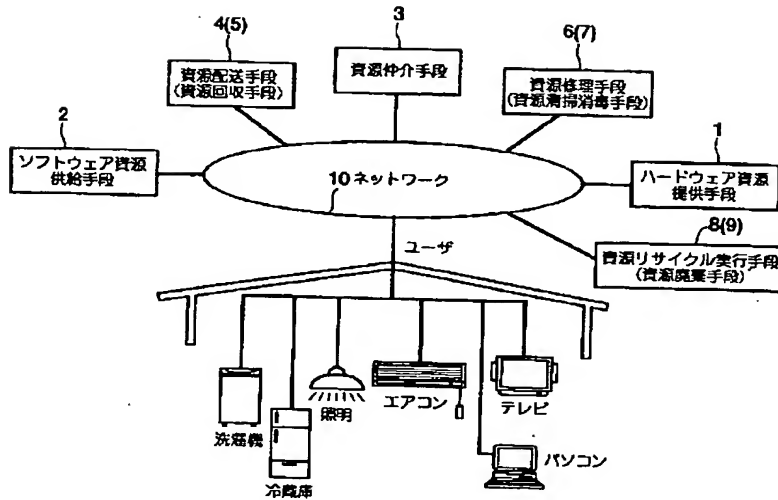 4(5)
資源配送手段
(資源回収手段)
3
資源仲介手段
6(7)
資源修理手段
(資源清掃消毒手段)
2
ソフトウェア資源
供給手段
1
ハードウェア資源
提供手段
10ネットワーク
8(9)
資源リサイクル実行手段
(資源廃棄手段)
ユーザ
洗濯機
冷蔵庫
照明
エアコン
テレビ
パソコン